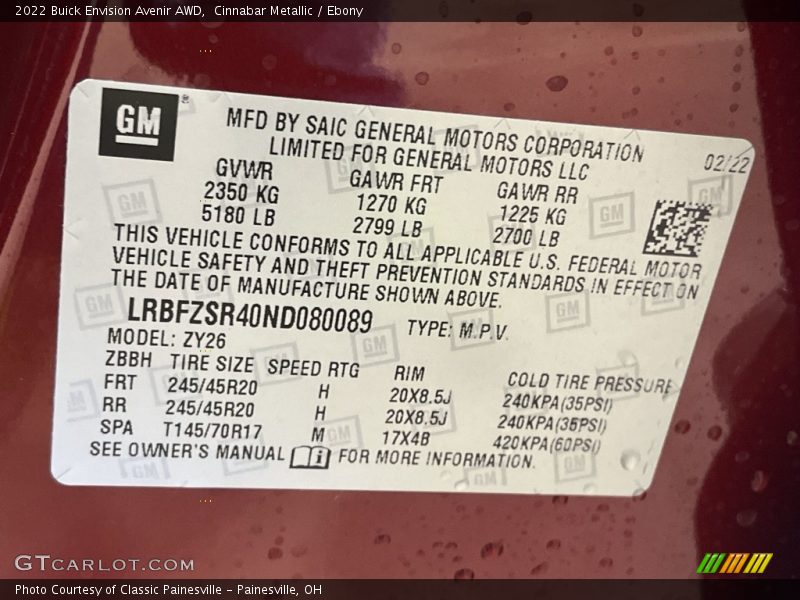 2022 Buick Envision Avenir AWD,  Cinnabar Metallic / Ebony
GM
MFD BY SAIC GENERAL MOTORS CORPORATION
LIMITED FOR GENERAL MOTORS LLC
02/22
GVWR GAWR FRT GAWR RR
2350 KG 1270 KG 1225 KG
5180 LB 2799 LB 2700 LB
THIS VEHICLE CONFORMS TO ALL APPLICABLE U.S. FEDERAL MOTOR
VEHICLE SAFETY AND THEFT PREVENTION STANDARDS IN EFFECT ON
THE DATE OF MANUFACTURE SHOWN ABOVE.
LRBFZSR40ND080089 TYPE: M.P.V.
MODEL: ZY26
ZBBH TIRE SIZE SPEED RTG RIM COLD TIRE PRESSURE
FRT 245/45R20 H 20X8.5J 240KPA(35PSI)
RR 245/45R20 H 20X8.5J 240KPA(35PSI)
SPA T145/70R17 M 17X4B 420KPA(60PSI)
SEE OWNER'S MANUAL FOR MORE INFORMATION.
GTCARLOT.COM
Photo Courtesy of Classic Painesville - Painesville, OH